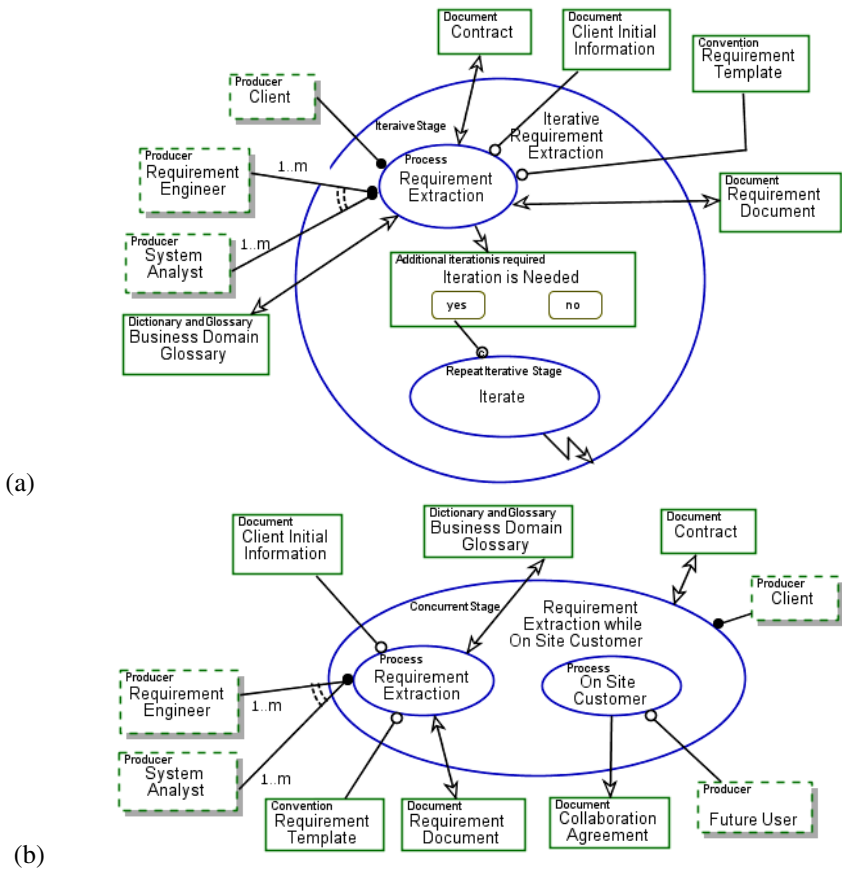 Document
Contract
Document
Client Initial
Information
Convention
Requirement
Template
Producer
Client
Iteraive Stage
Iterative
Requirement
Extraction
Producer
Requirement
Engineer
1..m
Process
Requirement
Extraction
Document
Requirement
Document
Producer
System
Analyst
1..m
Additional iterationis required
Iteration is Needed
yes
no
Dictionary and Glossary
Business Domain
Glossary
Repeat Iterative Stage
Iterate
(a)
Document
Client Initial
Information
Dictionary and Glossary
Business Domain
Glossary
Document
Contract
Producer
Client
Concurrent Stage
Requirement
Extraction while
On Site Customer
Process
Requirement
Extraction
Process
On Site
Customer
Producer
Requirement
Engineer
1..m
Producer
System
Analyst
1..m
Convention
Requirement
Template
Document
Requirement
Document
Document
Collaboration
Agreement
Producer
Future User
(b)